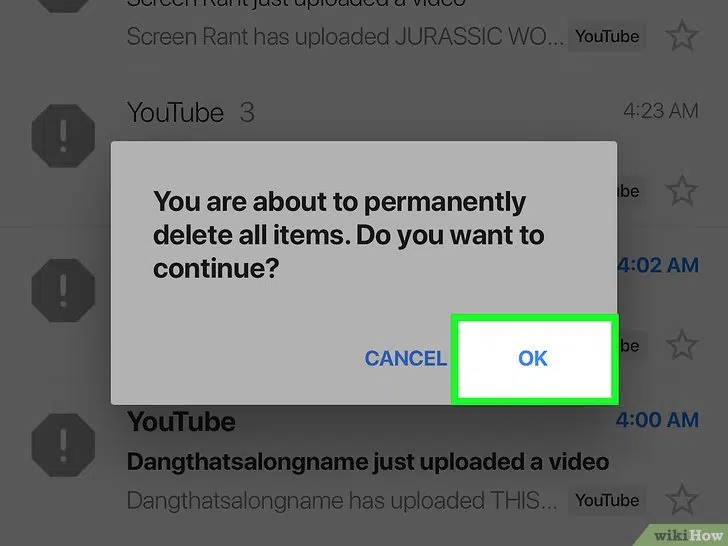 Screen Rant just uploaded a video
Screen Rant has uploaded JURASSIC WO... YouTube
YouTube 3 4:23 AM
You are about to permanently
delete all items. Do you want to
continue?
4:02 AM
CANCEL OK
YouTube 4:00 AM
Dangthatsalongname just uploaded a video
Dangthatsalongname has uploaded THIS... YouTube
wikiHow